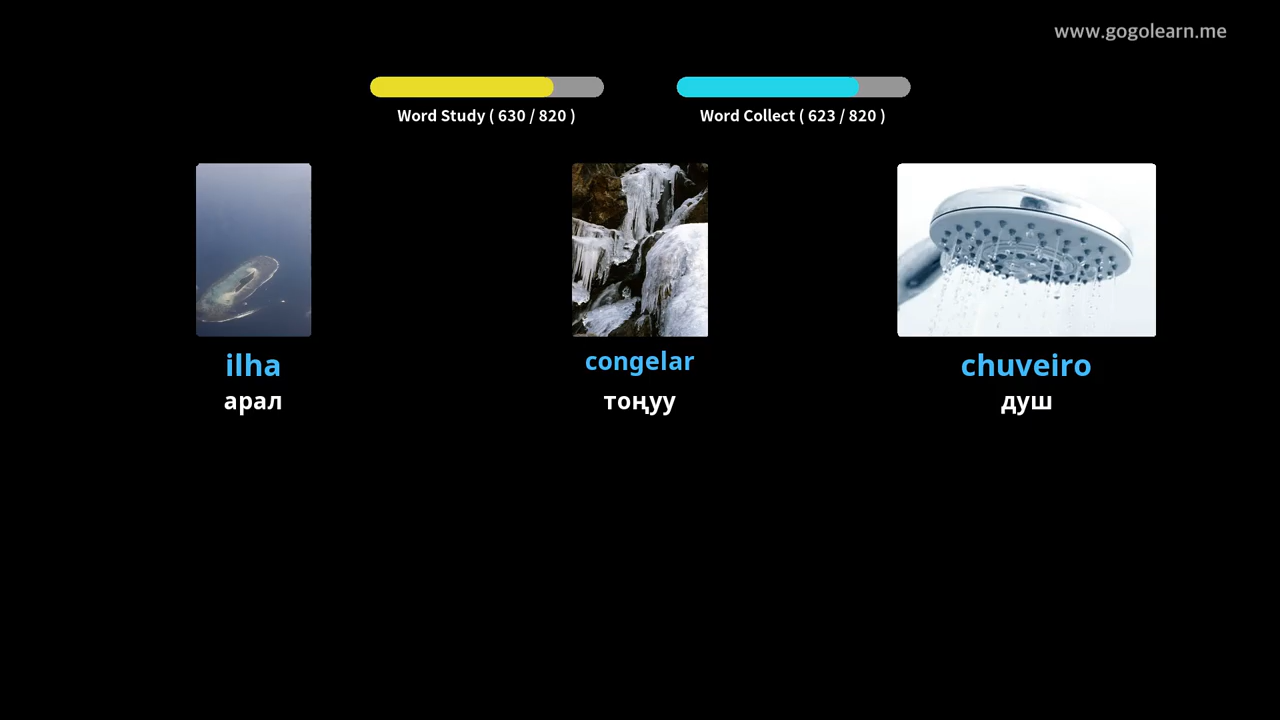 www.gogolearn.me
Word Study ( 630 / 820 )
Word Collect ( 623 / 820 )
ilha
арал
congelar
тоңуу
chuveiro
душ